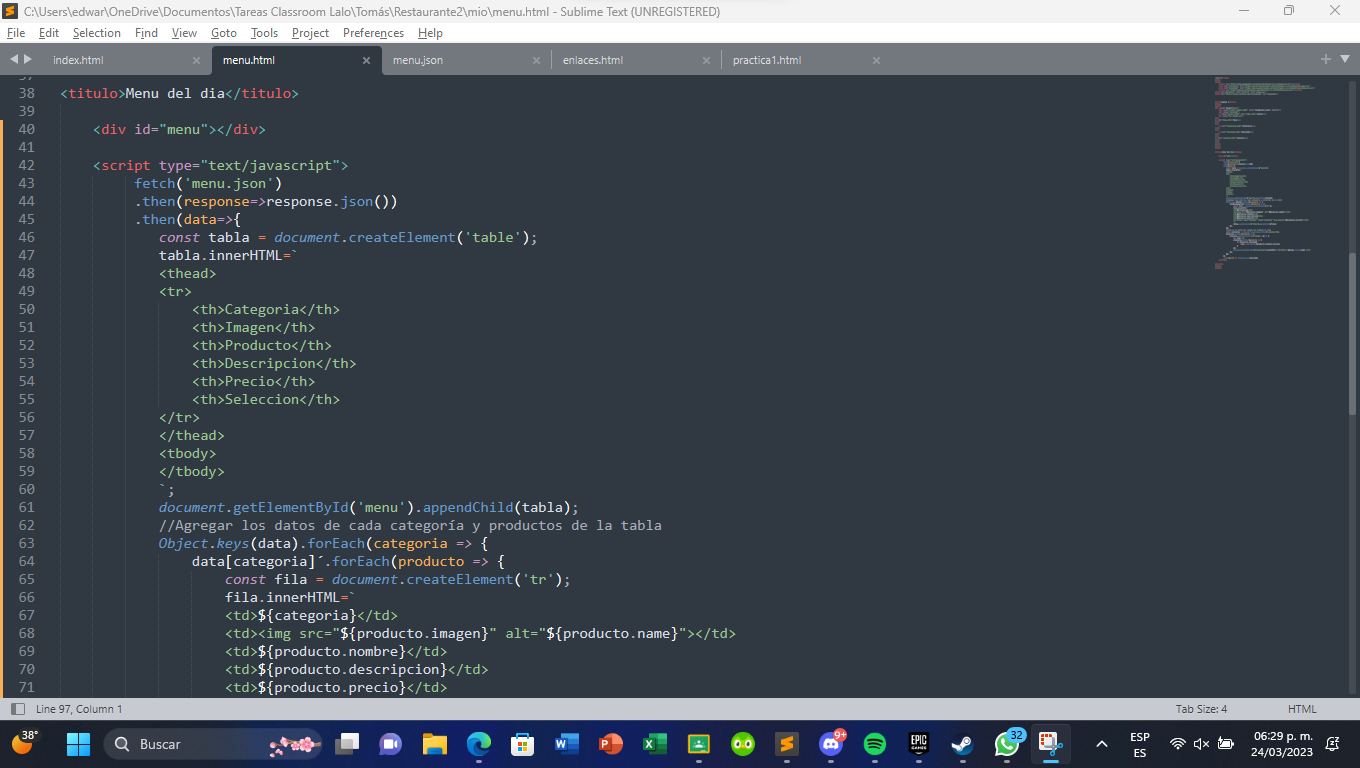 C:\Users\edwar\OneDrive\Documentos\Tareas Classroom Lalo\Tomás\Restaurante2\mio\menu.html - Sublime Text (UNREGISTERED)
File Edit Selection Find View Goto Tools Project Preferences Help
index.html menu.html menu.json enlaces.html practica1.html
37
38 <titulo>Menu del dia</titulo>
39
40 <div id="menu"></div>
41
42 <script type="text/javascript">
43 fetch('menu.json')
44 .then(response=>response.json())
45 .then(data=>{
46 const tabla = document.createElement('table');
47 tabla.innerHTML=`
48 <thead>
49 <tr>
50 <th>Categoria</th>
51 <th>Imagen</th>
52 <th>Producto</th>
53 <th>Descripcion</th>
54 <th>Precio</th>
55 <th>Seleccion</th>
56 </tr>
57 </thead>
58 <tbody>
59 </tbody>
60 `;
61 document.getElementById('menu').appendChild(tabla);
62 //Agregar los datos de cada categoría y productos de la tabla
63 Object.keys(data).forEach(categoria => {
64 data[categoria]´.forEach(producto => {
65 const fila = document.createElement('tr');
66 fila.innerHTML=`
67 <td>${categoria}</td>
68 <td><img src="${producto.imagen}" alt="${producto.name}"></td>
69 <td>${producto.nombre}</td>
70 <td>${producto.descripcion}</td>
71 <td>${producto.precio}</td>
Line 97, Column 1 Tab Size: 4 HTML
38° Buscar 9+ EPIC GAMES 32 ESP ES 06:29 p. m. 24/03/2023